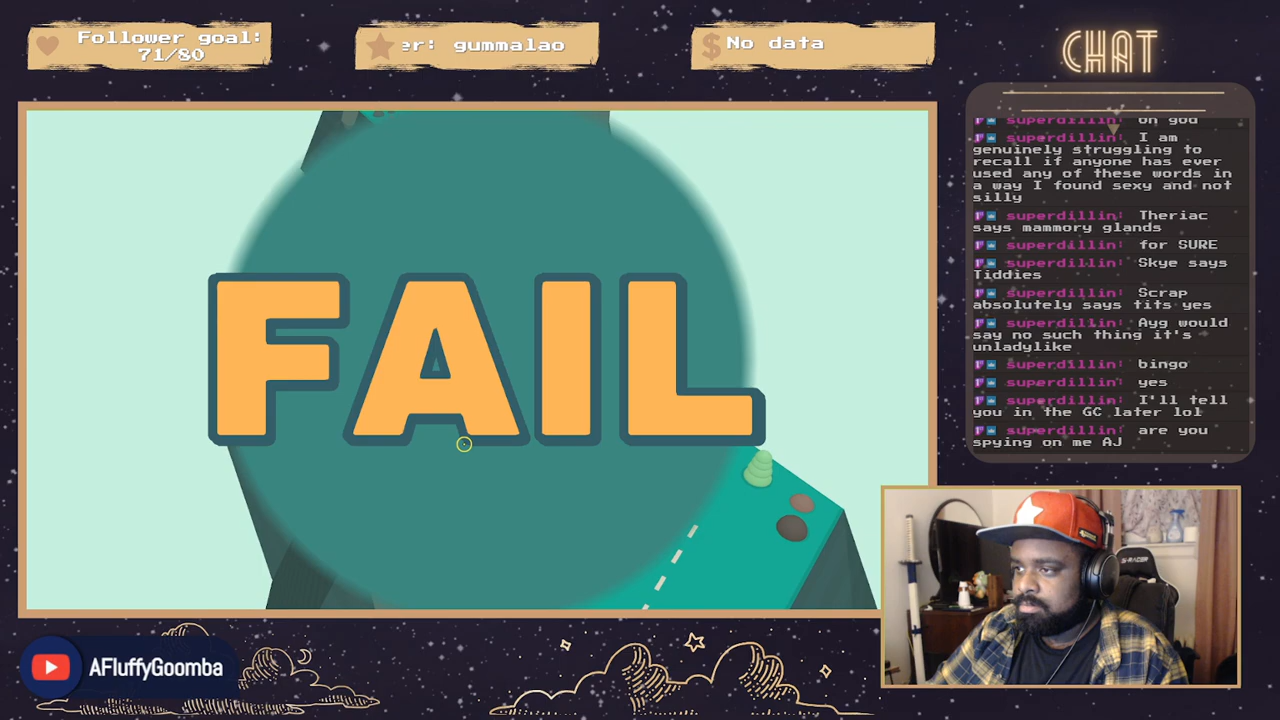 Follower goal:
71/80
er: gummalao
No data
CHAT
superdillin: on god
superdillin: I am
genuinely struggling to
recall if anyone has ever
used any of these words in
a way I found sexy and not
silly
superdillin: Theriac
says mammory glands
superdillin: for SURE
superdillin: Skye says
Tiddies
superdillin: Scrap
absolutely says tits yes
superdillin: Ayg would
say no such thing it's
unladylike
superdillin: bingo
superdillin: yes
superdillin: I'll tell
you in the GC later lol
superdillin: are you
spying on me AJ
FAIL
AFluffyGoomba